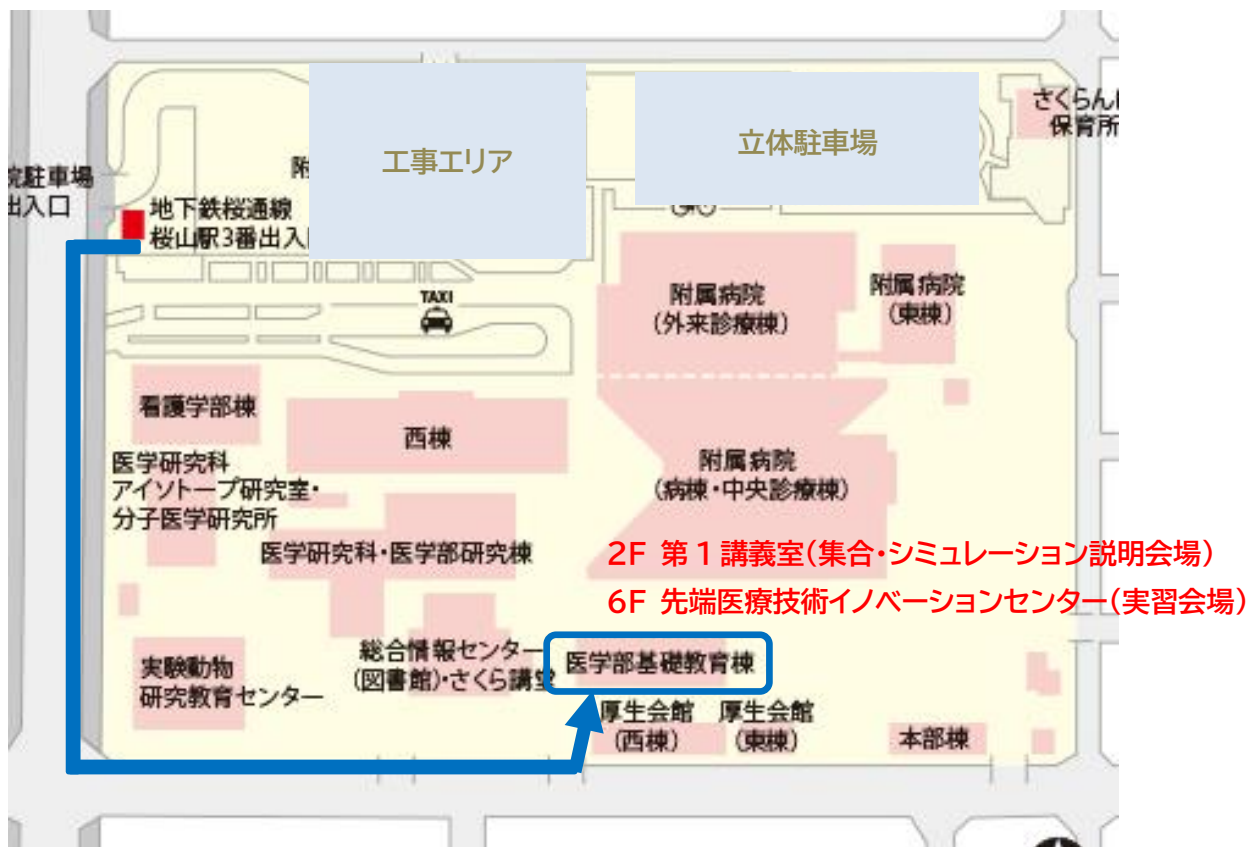 工事エリア
立体駐車場
さくらん
保育所
院駐車場
出入口
附
地下鉄桜通線
桜山駅3番出入
TAXI
附属病院
(外来診療棟)
附属病院
(東棟)
看護学部棟
西棟
医学研究科
アイソトープ研究室・
分子医学研究所
附属病院
(病棟・中央診療棟)
医学研究科・医学部研究棟
2F 第1講義室(集合・シミュレーション説明会場)
6F 先端医療技術イノベーションセンター(実習会場)
総合情報センター
(図書館)・さくら講堂
医学部基礎教育棟
実験動物
研究教育センター
厚生会館
(西棟)
厚生会館
(東棟)
本部棟